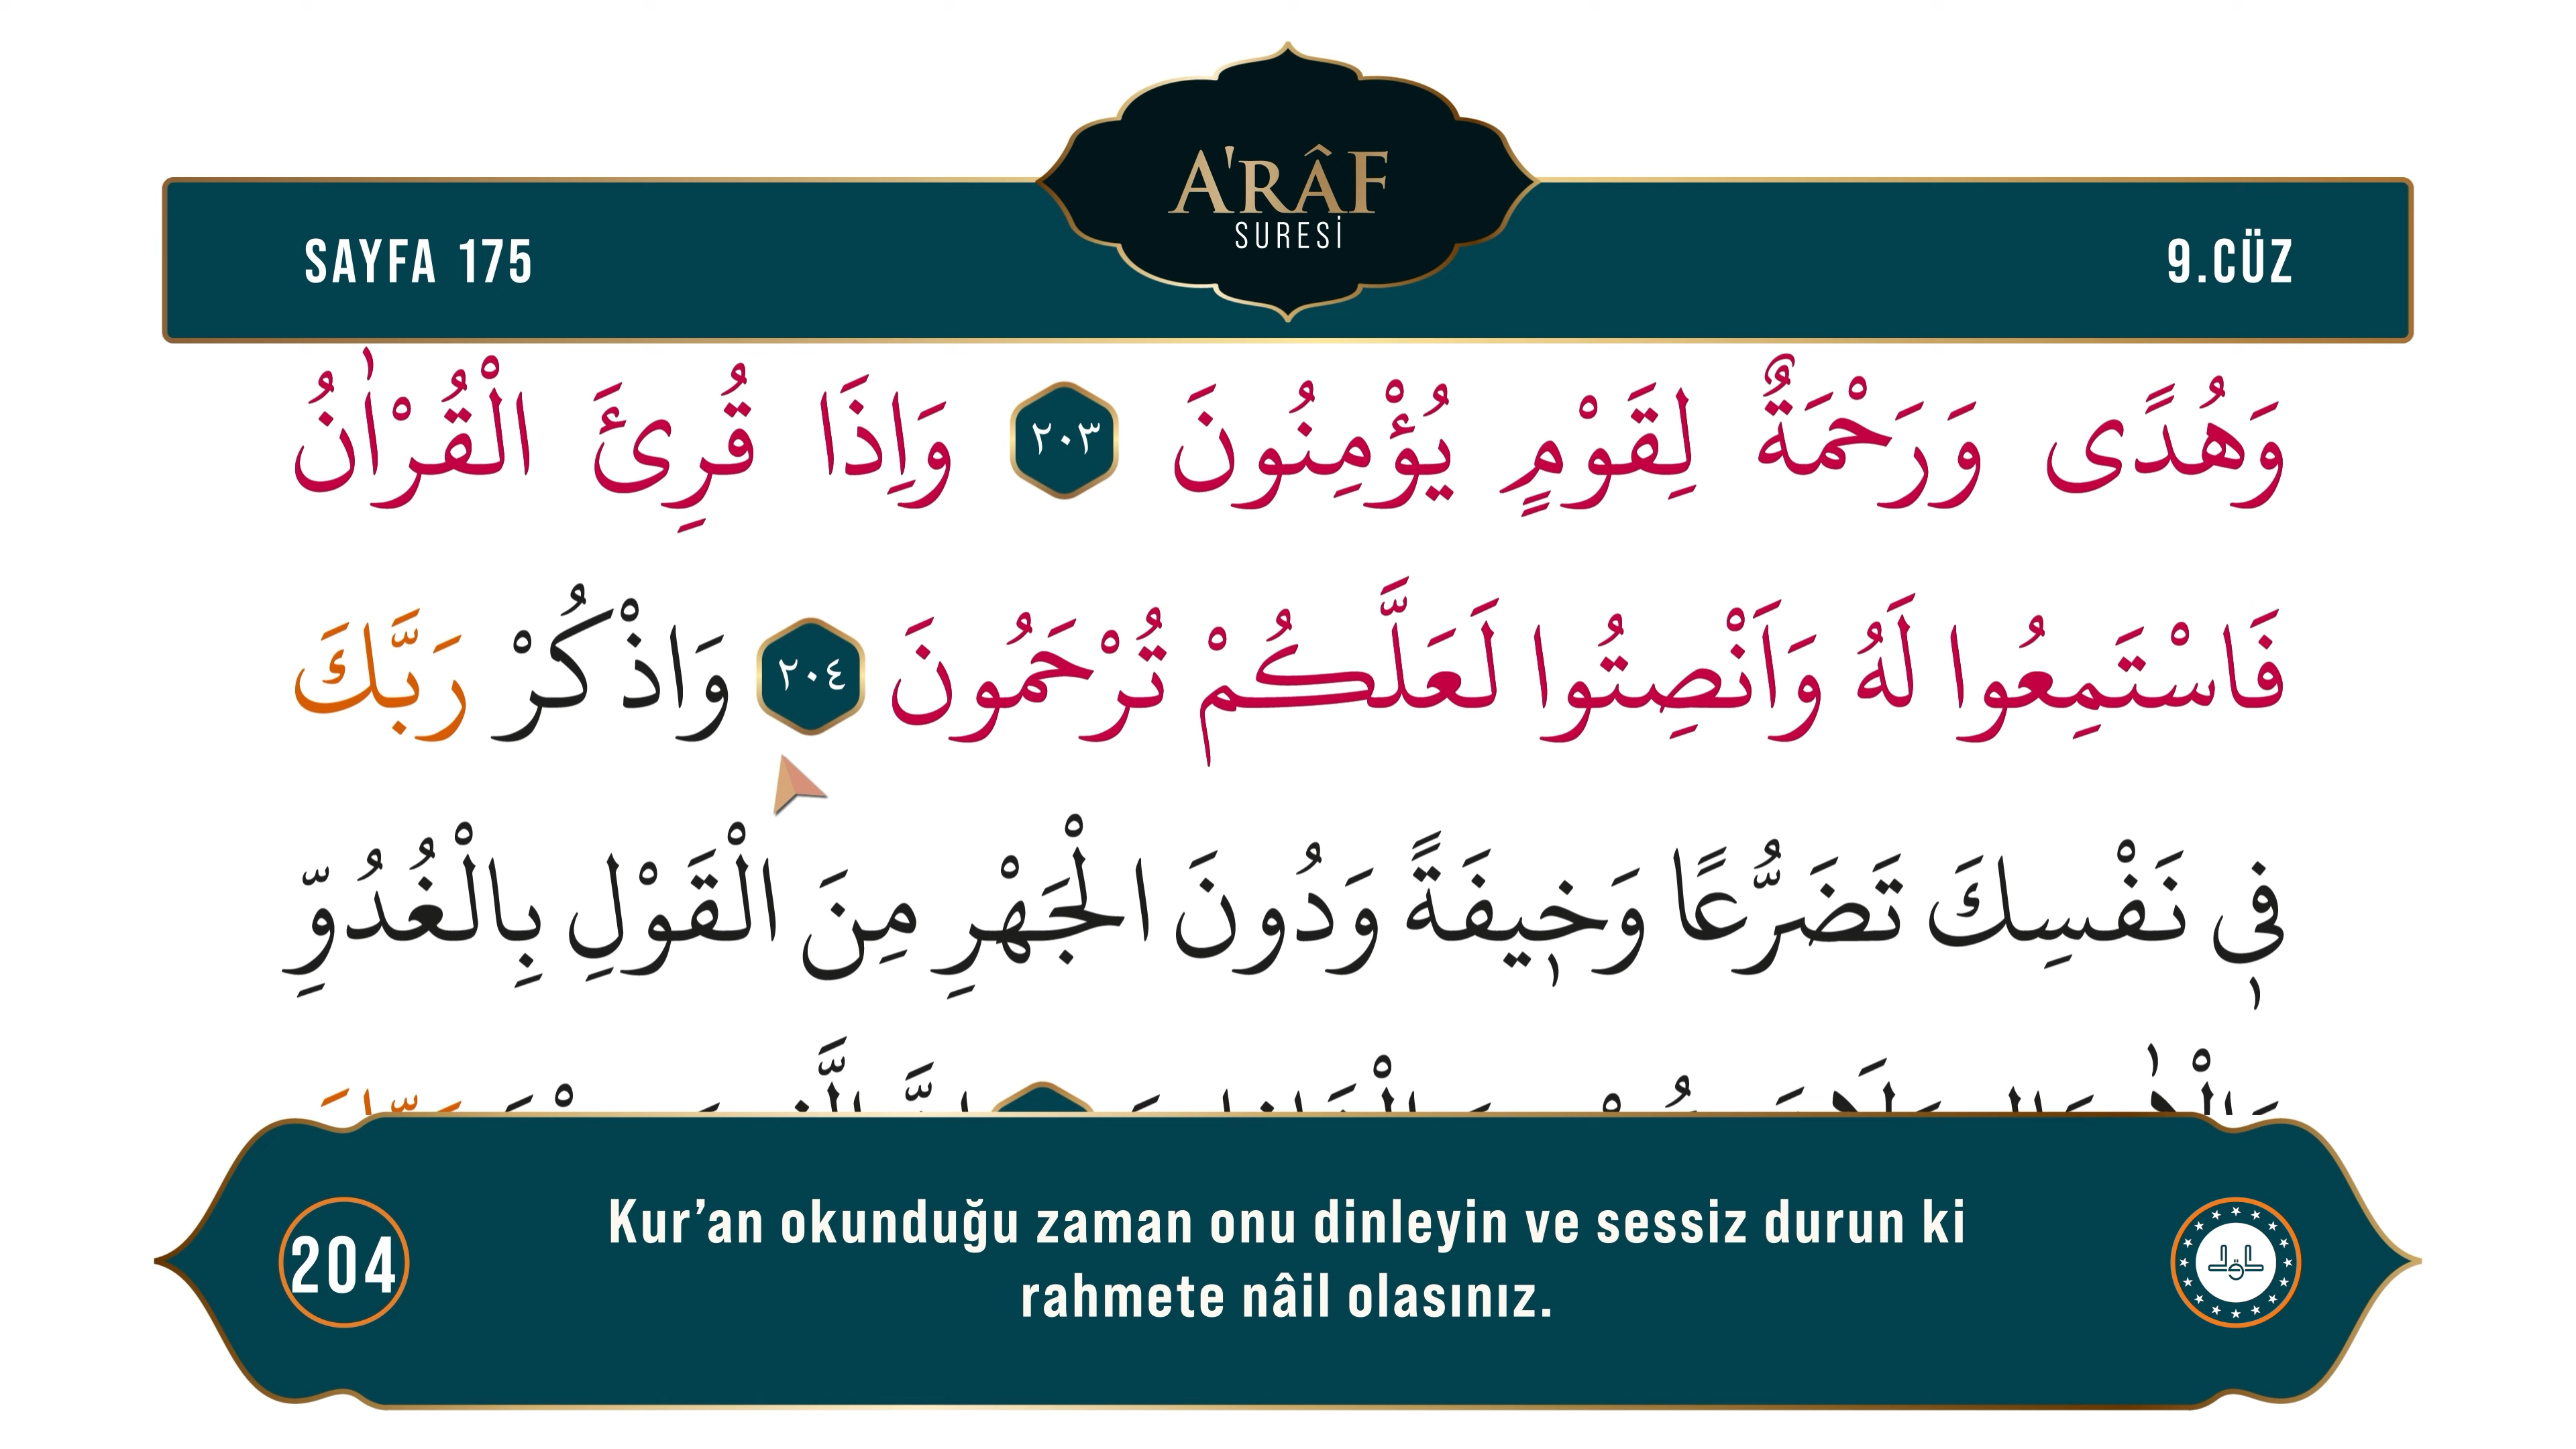 A'RÂF
SURESİ
SAYFA 175
9.CÜZ
وَهُدًى وَرَحْمَةٌ لِقَوْمٍ يُؤْمِنُونَ ٢٠٣ وَاِذَا قُرِئَ الْقُرْاٰنُ
فَاسْتَمِعُوا لَهُ وَاَنْصِتُوا لَعَلَّكُمْ تُرْحَمُونَ ٢٠٤ وَاذْكُرْ رَبَّكَ
فٖي نَفْسِكَ تَضَرُّعًا وَخٖيفَةً وَدُونَ الْجَهْرِ مِنَ الْقَوْلِ بِالْغُدُوِّ
204
Kur’an okunduğu zaman onu dinleyin ve sessiz durun ki
rahmete nâil olasınız.